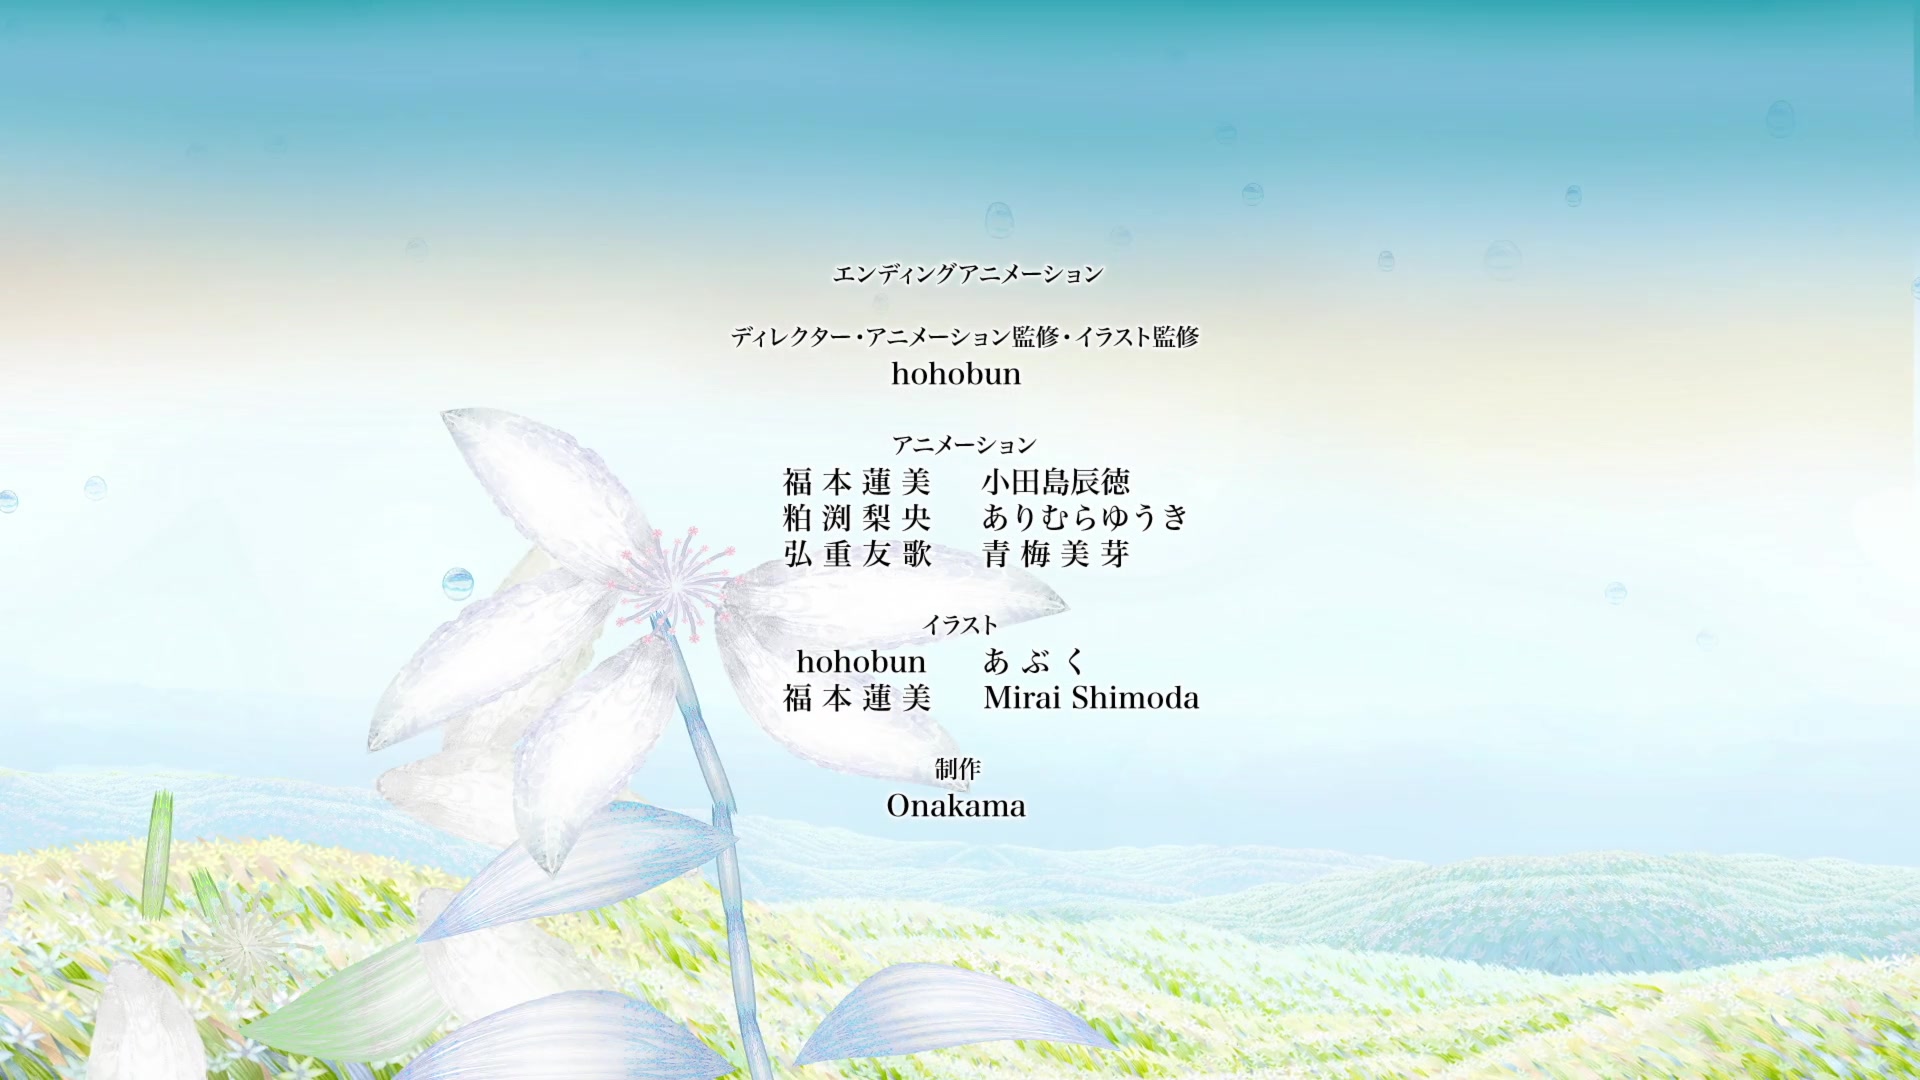 エンディングアニメーション
ディレクター・アニメーション監修・イラスト監修
hohobun
アニメーション
福本蓮美　小田島辰徳
粕渕梨央　ありむらゆうき
弘重友歌　青梅美芽
イラスト
hohobun　あぶく
福本蓮美　Mirai Shimoda
制作
Onakama